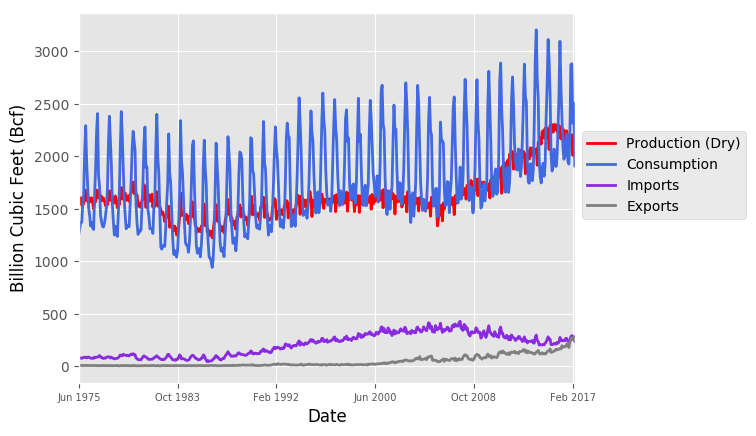 3000
2500
2000
1500
1000
500
0
Billion Cubic Feet (Bcf)
Jun 1975
Oct 1983
Feb 1992
Jun 2000
Oct 2008
Feb 2017
Date
Production (Dry)
Consumption
Imports
Exports